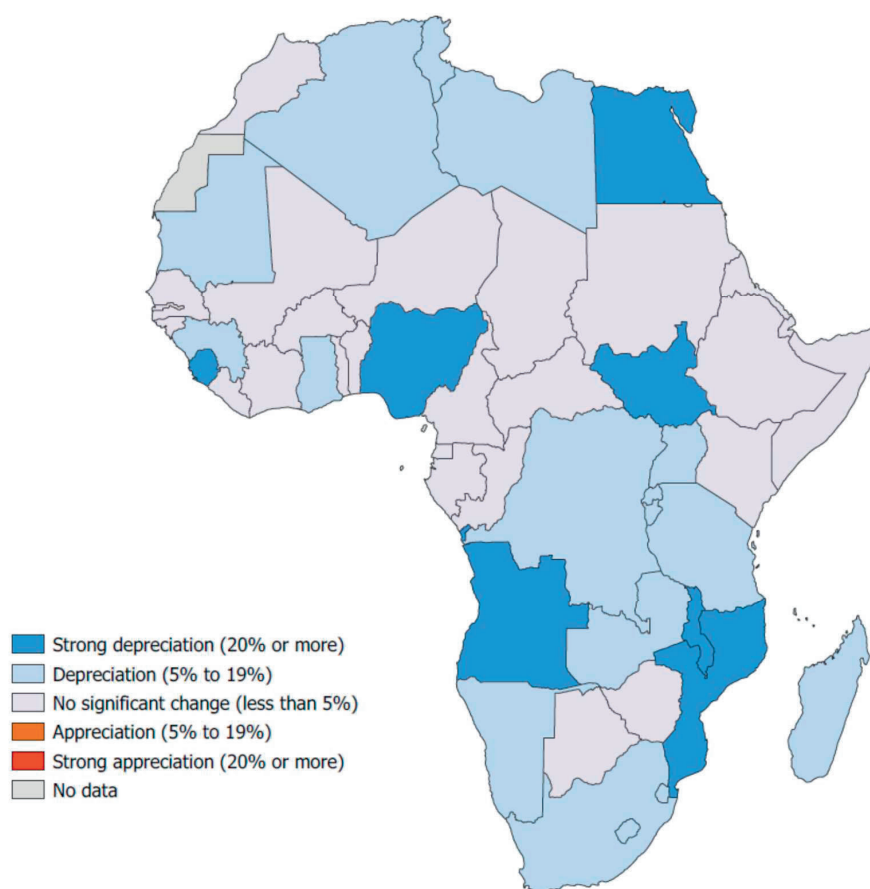 Strong depreciation (20% or more)
Depreciation (5% to 19%)
No significant change (less than 5%)
Appreciation (5% to 19%)
Strong appreciation (20% or more)
No data